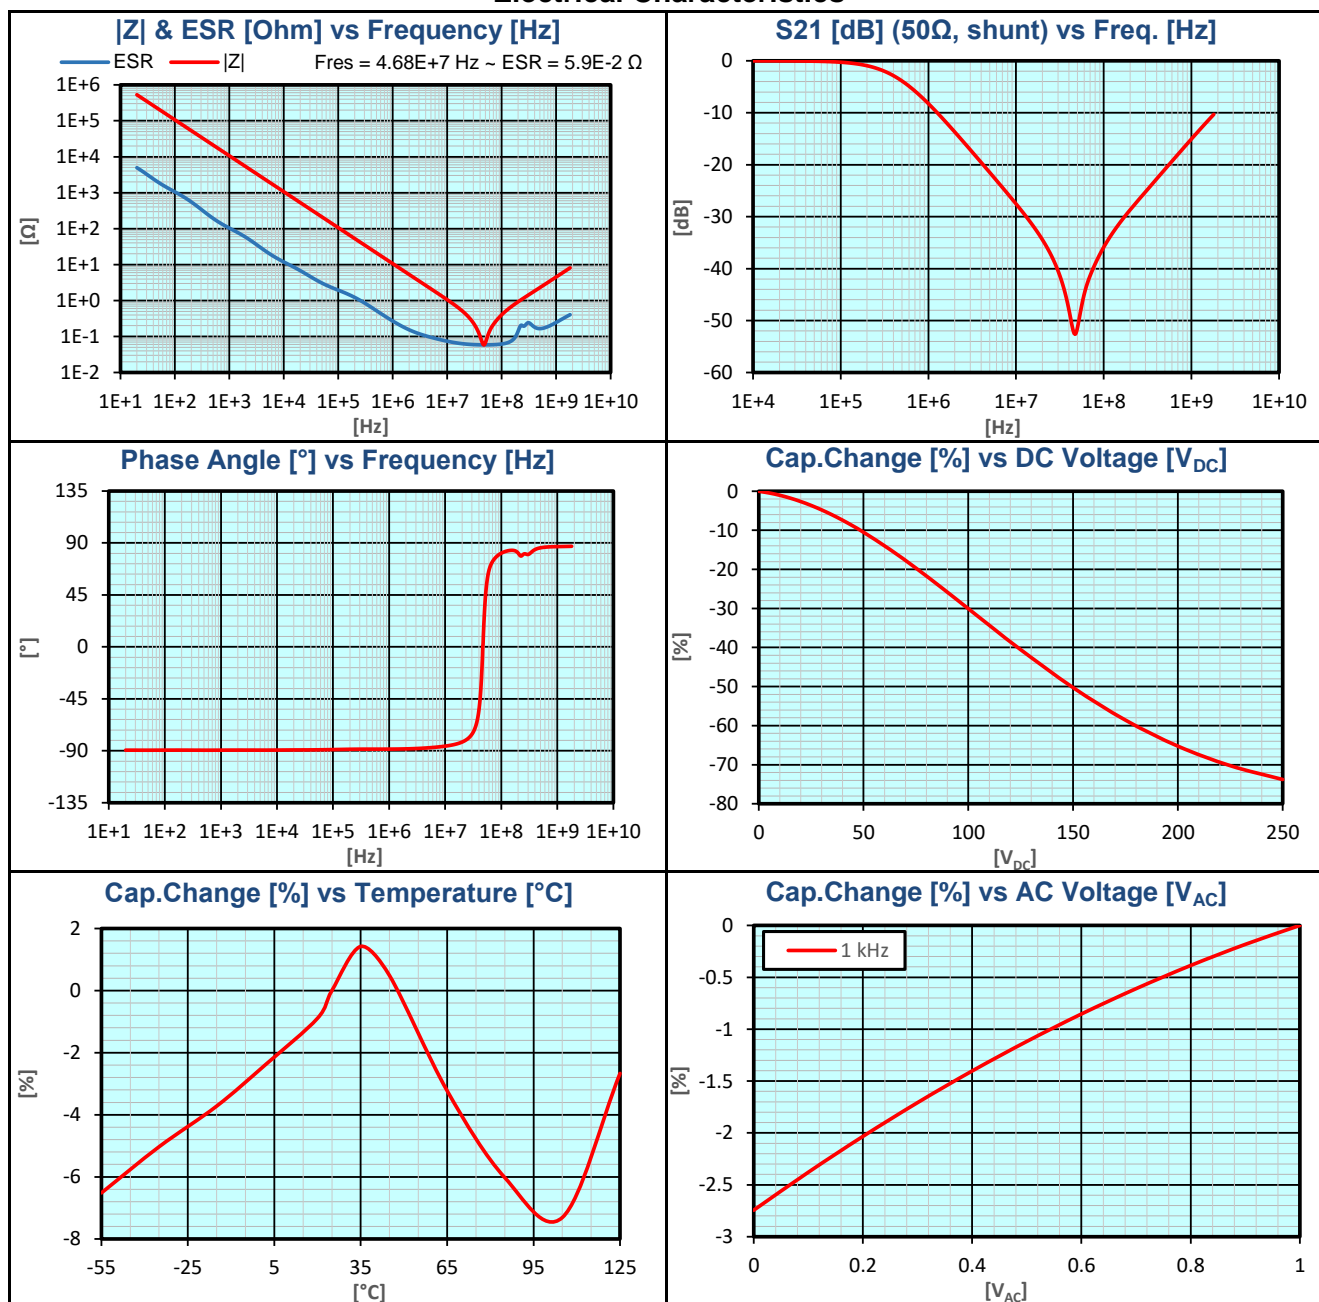 Electrical Characteristics
|Z| & ESR [Ohm] vs Frequency [Hz]
ESR |Z| Fres = 4.68E+7 Hz ~ ESR = 5.9E-2 Ω
1E+6
1E+5
1E+4
1E+3
1E+2
1E+1
1E+0
1E-1
1E-2
[Ω]
1E+1 1E+2 1E+3 1E+4 1E+5 1E+6 1E+7 1E+8 1E+9 1E+10
[Hz]
S21 [dB] (50Ω, shunt) vs Freq. [Hz]
0
-10
-20
-30
-40
-50
-60
[dB]
1E+4 1E+5 1E+6 1E+7 1E+8 1E+9 1E+10
[Hz]
Phase Angle [°] vs Frequency [Hz]
135
90
45
0
-45
-90
-135
[°]
1E+1 1E+2 1E+3 1E+4 1E+5 1E+6 1E+7 1E+8 1E+9 1E+10
[Hz]
Cap.Change [%] vs DC Voltage [VDC]
0
-10
-20
-30
-40
-50
-60
-70
-80
[%]
0 50 100 150 200 250
[VDC]
Cap.Change [%] vs Temperature [°C]
2
0
-2
-4
-6
-8
[%]
-55 -25 5 35 65 95 125
[°C]
Cap.Change [%] vs AC Voltage [VAC]
1 kHz
0
-0.5
-1
-1.5
-2
-2.5
-3
[%]
0 0.2 0.4 0.6 0.8 1
[VAC]